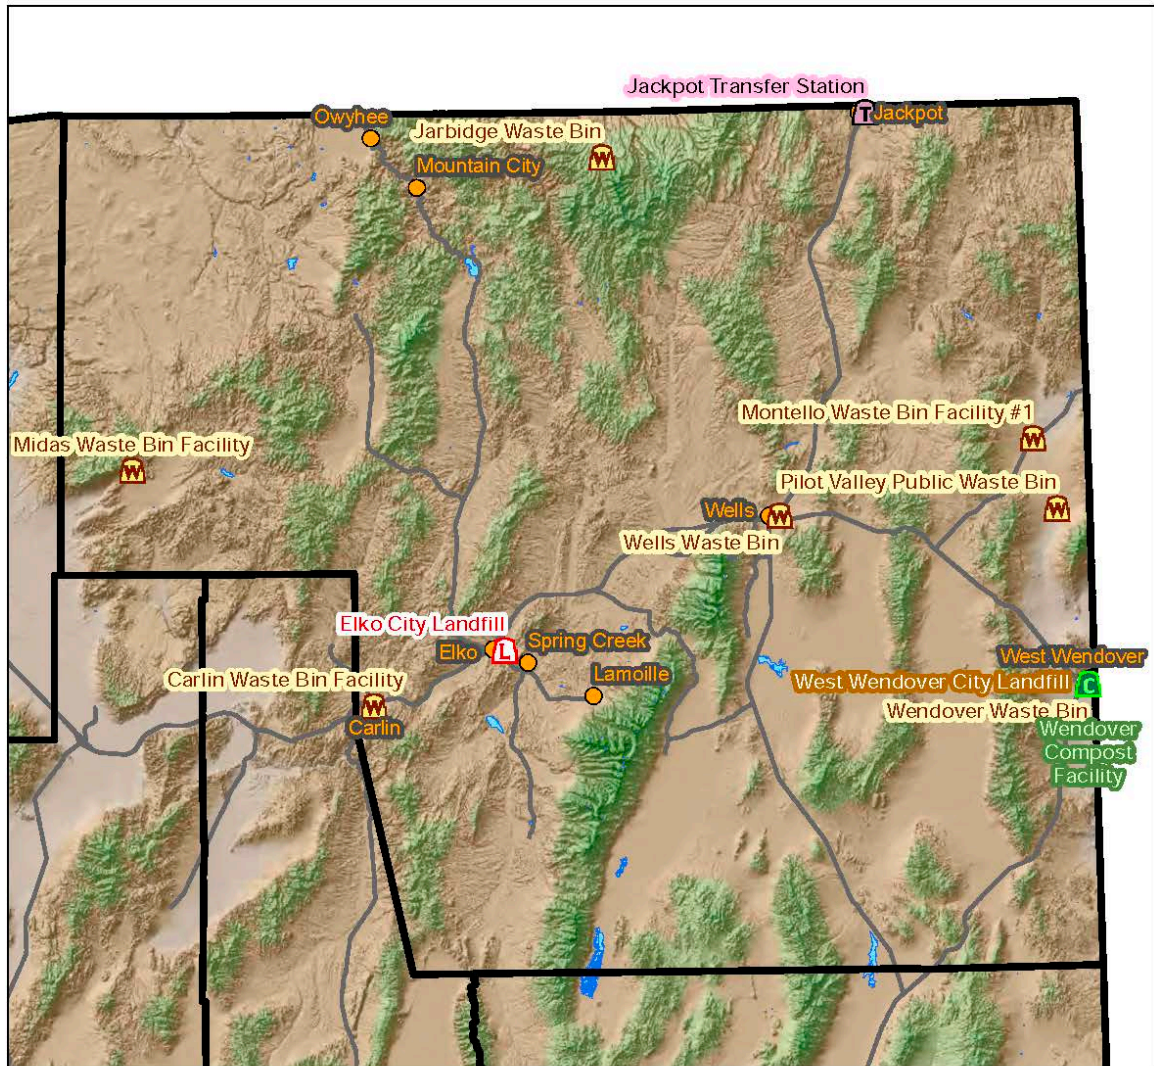 Jackpot Transfer Station
T
Jackpot
Owyhee
Jarbidge Waste Bin
W
Mountain City
Montello Waste Bin Facility #1
W
Midas Waste Bin Facility
W
Pilot Valley Public Waste Bin
W
Wells
W
Wells Waste Bin
Elko City Landfill
L
Elko
Spring Creek
West Wendover
Lamoille
Carlin Waste Bin Facility
W
Carlin
West Wendover City Landfill
C
Wendover Waste Bin
Wendover
Compost
Facility